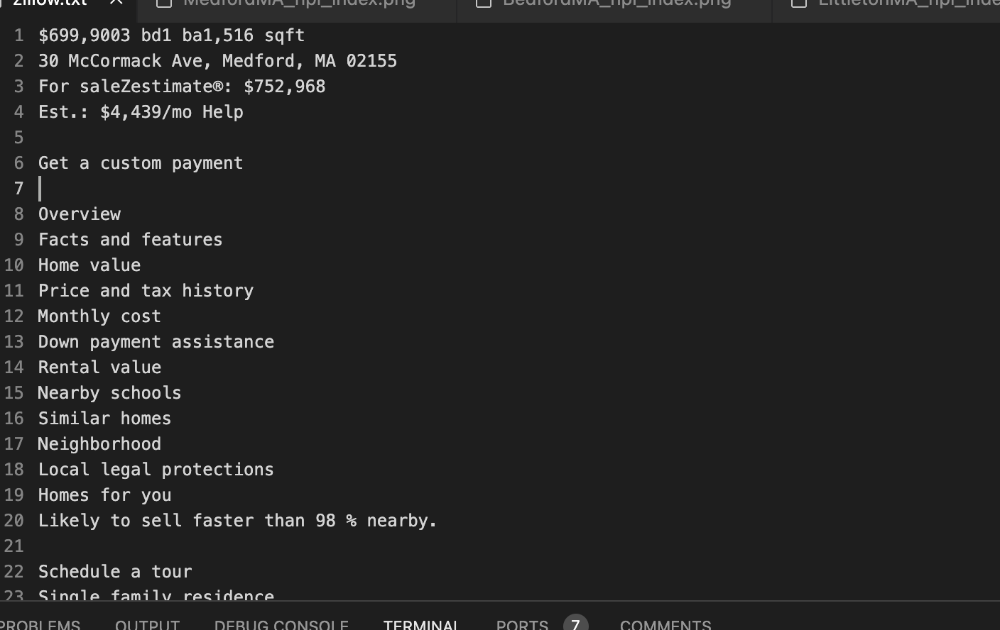 zillow.txt MedfordMA_hpi_index.png BedfordMA_hpi_index.png LittletonMA_hpi_inde
1 $699,9003 bd1 ba1,516 sqft
2 30 McCormack Ave, Medford, MA 02155
3 For saleZestimate®: $752,968
4 Est.: $4,439/mo Help
5
6 Get a custom payment
7
8 Overview
9 Facts and features
10 Home value
11 Price and tax history
12 Monthly cost
13 Down payment assistance
14 Rental value
15 Nearby schools
16 Similar homes
17 Neighborhood
18 Local legal protections
19 Homes for you
20 Likely to sell faster than 98 % nearby.
21
22 Schedule a tour
23 Single family residence
PROBLEMS OUTPUT DEBUG CONSOLE TERMINAL PORTS 7 COMMENTS